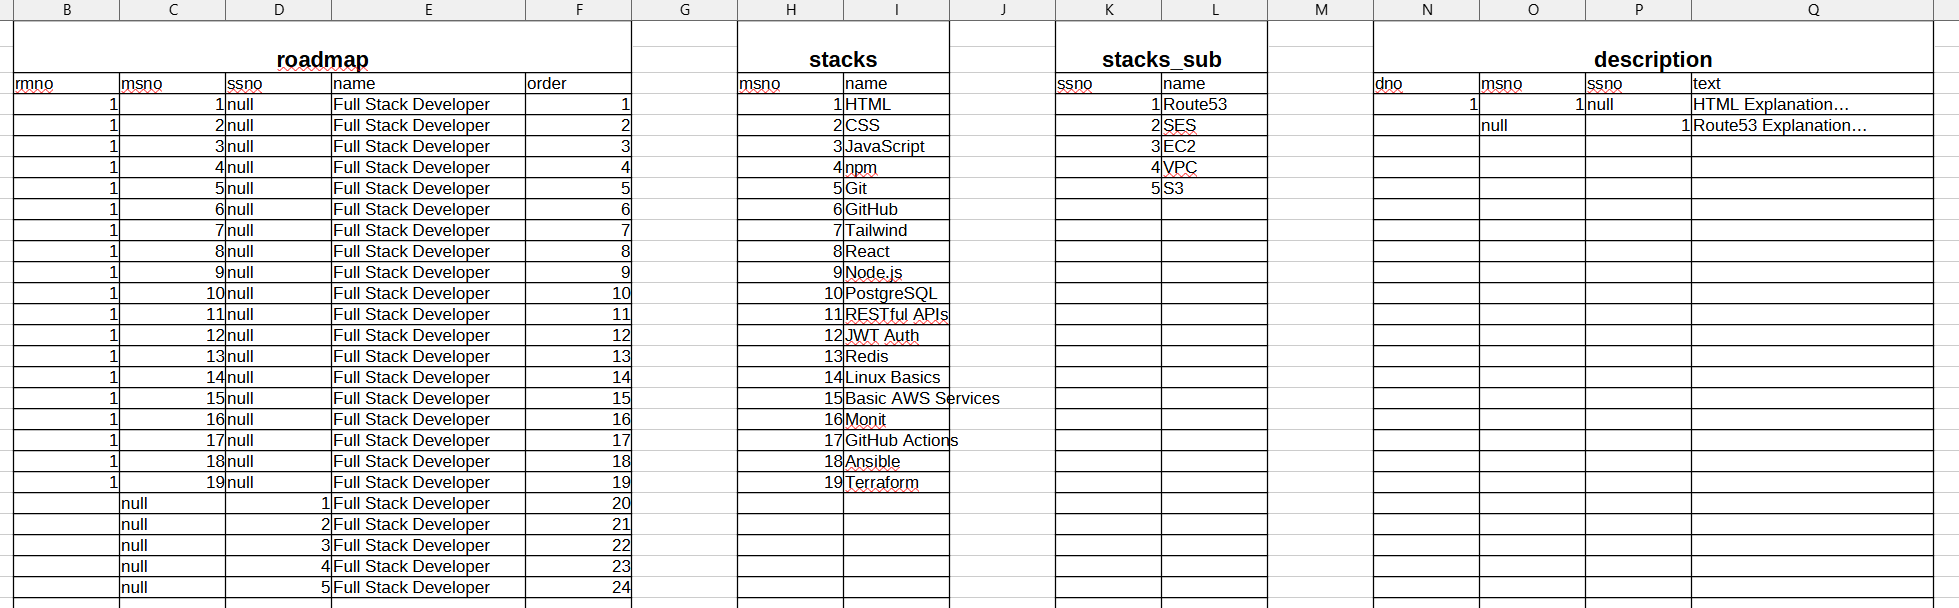 B C D E F G H I J K L M N O P Q
roadmap stacks stacks_sub description
rmno msno ssno name order msno name ssno name dno msno ssno text
1 1 null Full Stack Developer 1 1 HTML 1 Route53 1 1 null HTML Explanation...
1 2 null Full Stack Developer 2 2 CSS 2 SES null 1 Route53 Explanation...
1 3 null Full Stack Developer 3 3 JavaScript 3 EC2
1 4 null Full Stack Developer 4 4 npm 4 VPC
1 5 null Full Stack Developer 5 5 Git 5 S3
1 6 null Full Stack Developer 6 6 GitHub
1 7 null Full Stack Developer 7 7 Tailwind
1 8 null Full Stack Developer 8 8 React
1 9 null Full Stack Developer 9 9 Node.js
1 10 null Full Stack Developer 10 10 PostgreSQL
1 11 null Full Stack Developer 11 11 RESTful APIs
1 12 null Full Stack Developer 12 12 JWT Auth
1 13 null Full Stack Developer 13 13 Redis
1 14 null Full Stack Developer 14 14 Linux Basics
1 15 null Full Stack Developer 15 15 Basic AWS Services
1 16 null Full Stack Developer 16 16 Monit
1 17 null Full Stack Developer 17 17 GitHub Actions
1 18 null Full Stack Developer 18 18 Ansible
1 19 null Full Stack Developer 19 19 Terraform
null 1 Full Stack Developer 20
null 2 Full Stack Developer 21
null 3 Full Stack Developer 22
null 4 Full Stack Developer 23
null 5 Full Stack Developer 24